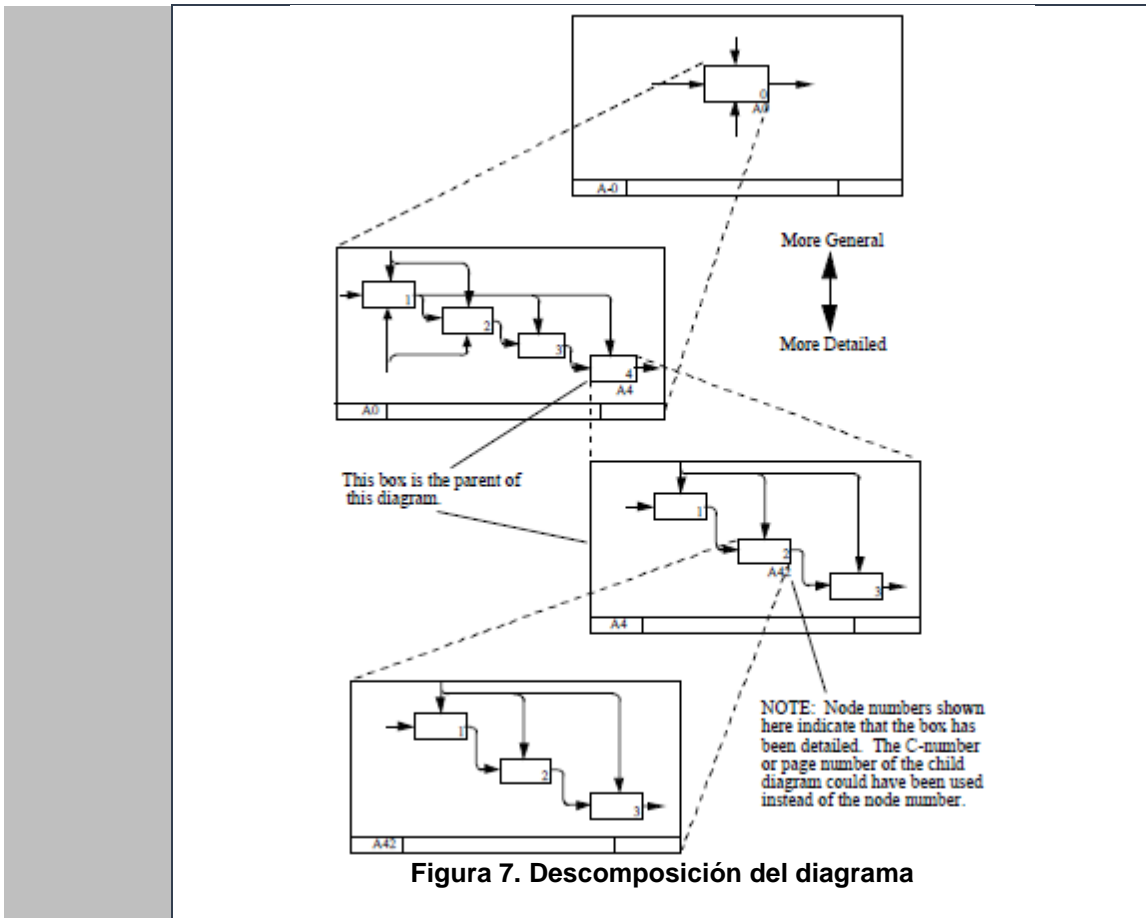 0
A0
A-0
More General
More Detailed
1
2
3
4
A4
A0
This box is the parent of
this diagram.
1
2
A42
3
A4
NOTE: Node numbers shown
here indicate that the box has
been detailed. The C-number
or page number of the child
diagram could have been used
instead of the node number.
1
2
3
A42
Figura 7. Descomposición del diagrama